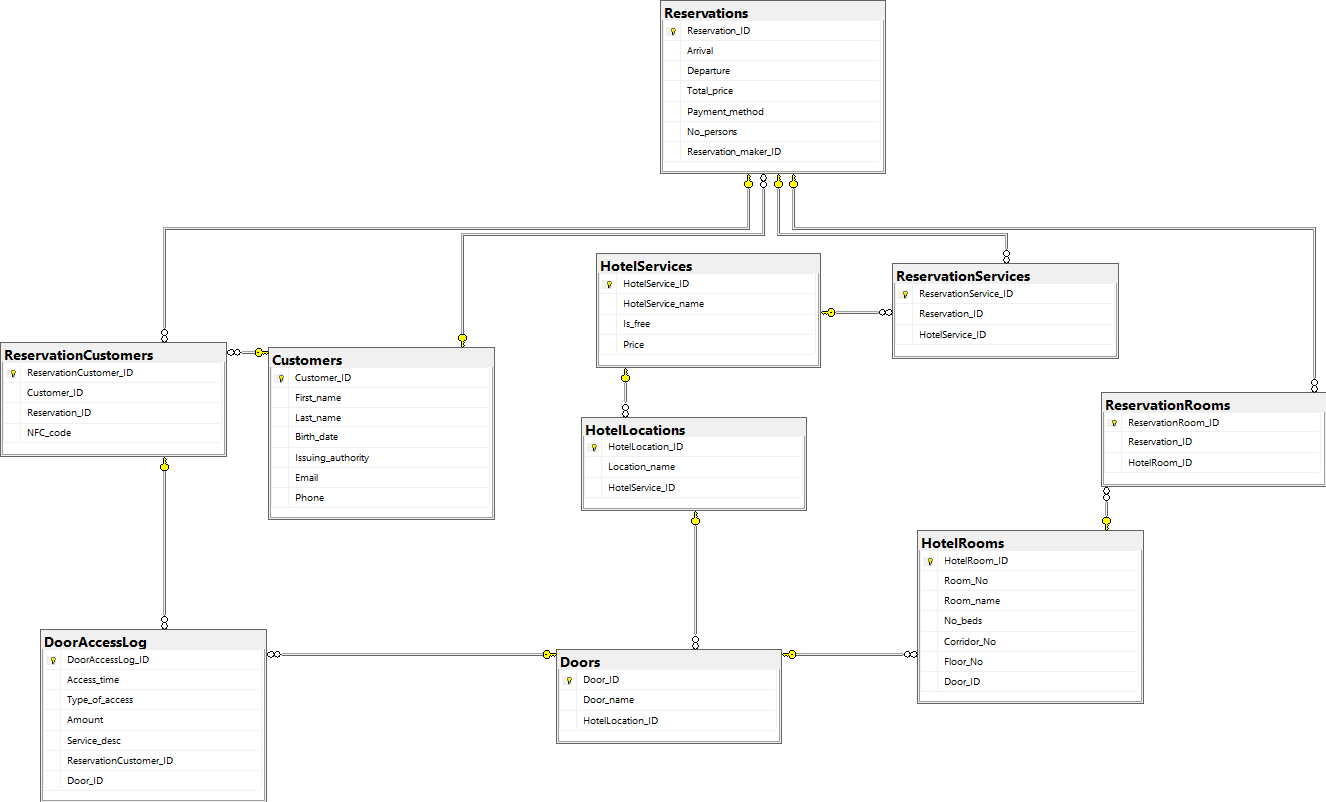 Reservations
Reservation_ID
Arrival
Departure
Total_price
Payment_method
No_persons
Reservation_maker_ID
HotelServices
HotelService_ID
HotelService_name
Is_free
Price
ReservationServices
ReservationService_ID
Reservation_ID
HotelService_ID
ReservationCustomers
ReservationCustomer_ID
Customer_ID
Reservation_ID
NFC_code
Customers
Customer_ID
First_name
Last_name
Birth_date
Issuing_authority
Email
Phone
HotelLocations
HotelLocation_ID
Location_name
HotelService_ID
ReservationRooms
ReservationRoom_ID
Reservation_ID
HotelRoom_ID
HotelRooms
HotelRoom_ID
Room_No
Room_name
No_beds
Corridor_No
Floor_No
Door_ID
DoorAccessLog
DoorAccessLog_ID
Access_time
Type_of_access
Amount
Service_desc
ReservationCustomer_ID
Door_ID
Doors
Door_ID
Door_name
HotelLocation_ID